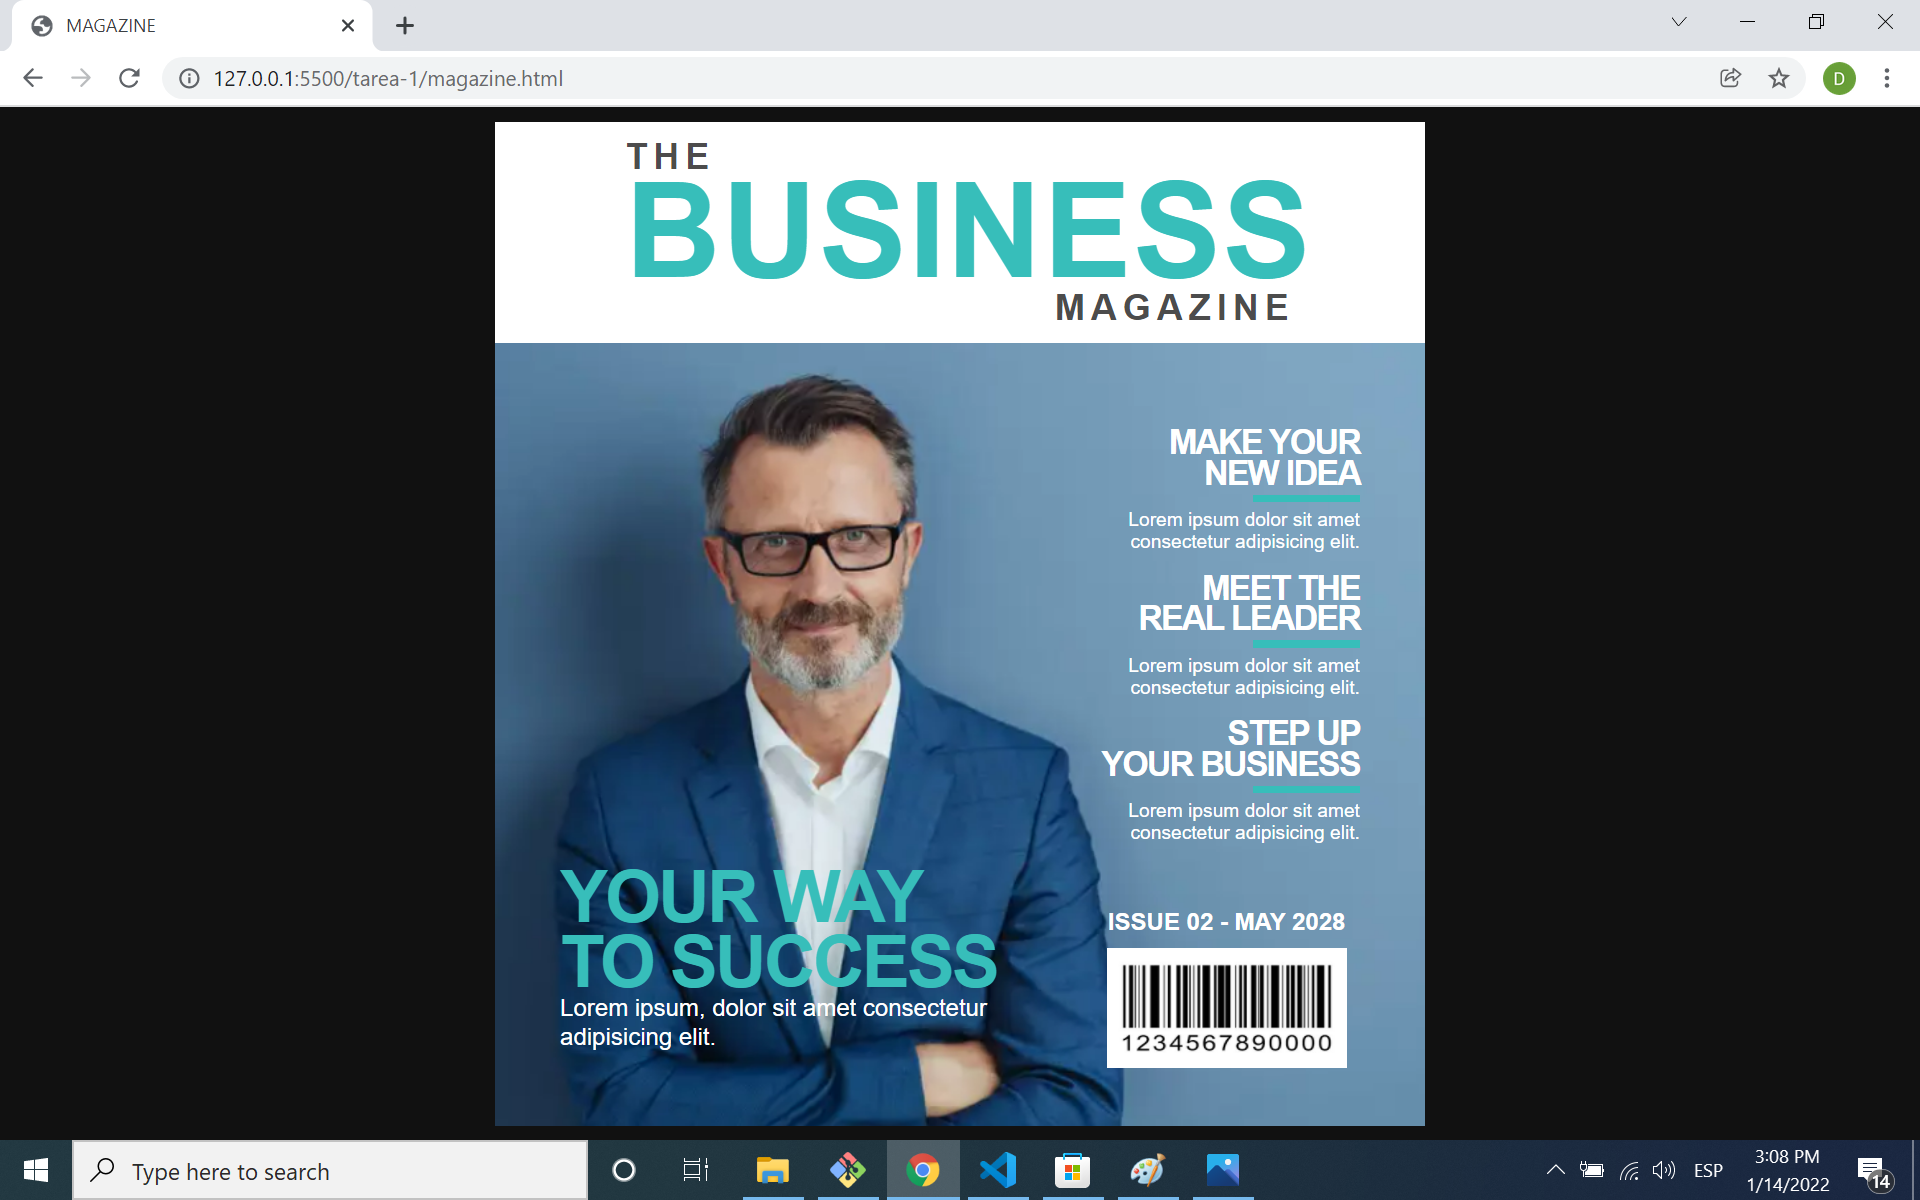 MAGAZINE
127.0.0.1:5500/tarea-1/magazine.html
D
THE
BUSINESS
MAGAZINE
MAKE YOUR
NEW IDEA
Lorem ipsum dolor sit amet
consectetur adipisicing elit.
MEET THE
REAL LEADER
Lorem ipsum dolor sit amet
consectetur adipisicing elit.
STEP UP
YOUR BUSINESS
Lorem ipsum dolor sit amet
consectetur adipisicing elit.
YOUR WAY
TO SUCCESS
Lorem ipsum, dolor sit amet consectetur
adipisicing elit.
ISSUE 02 - MAY 2028
1234567890000
Type here to search
ESP
3:08 PM
1/14/2022
14